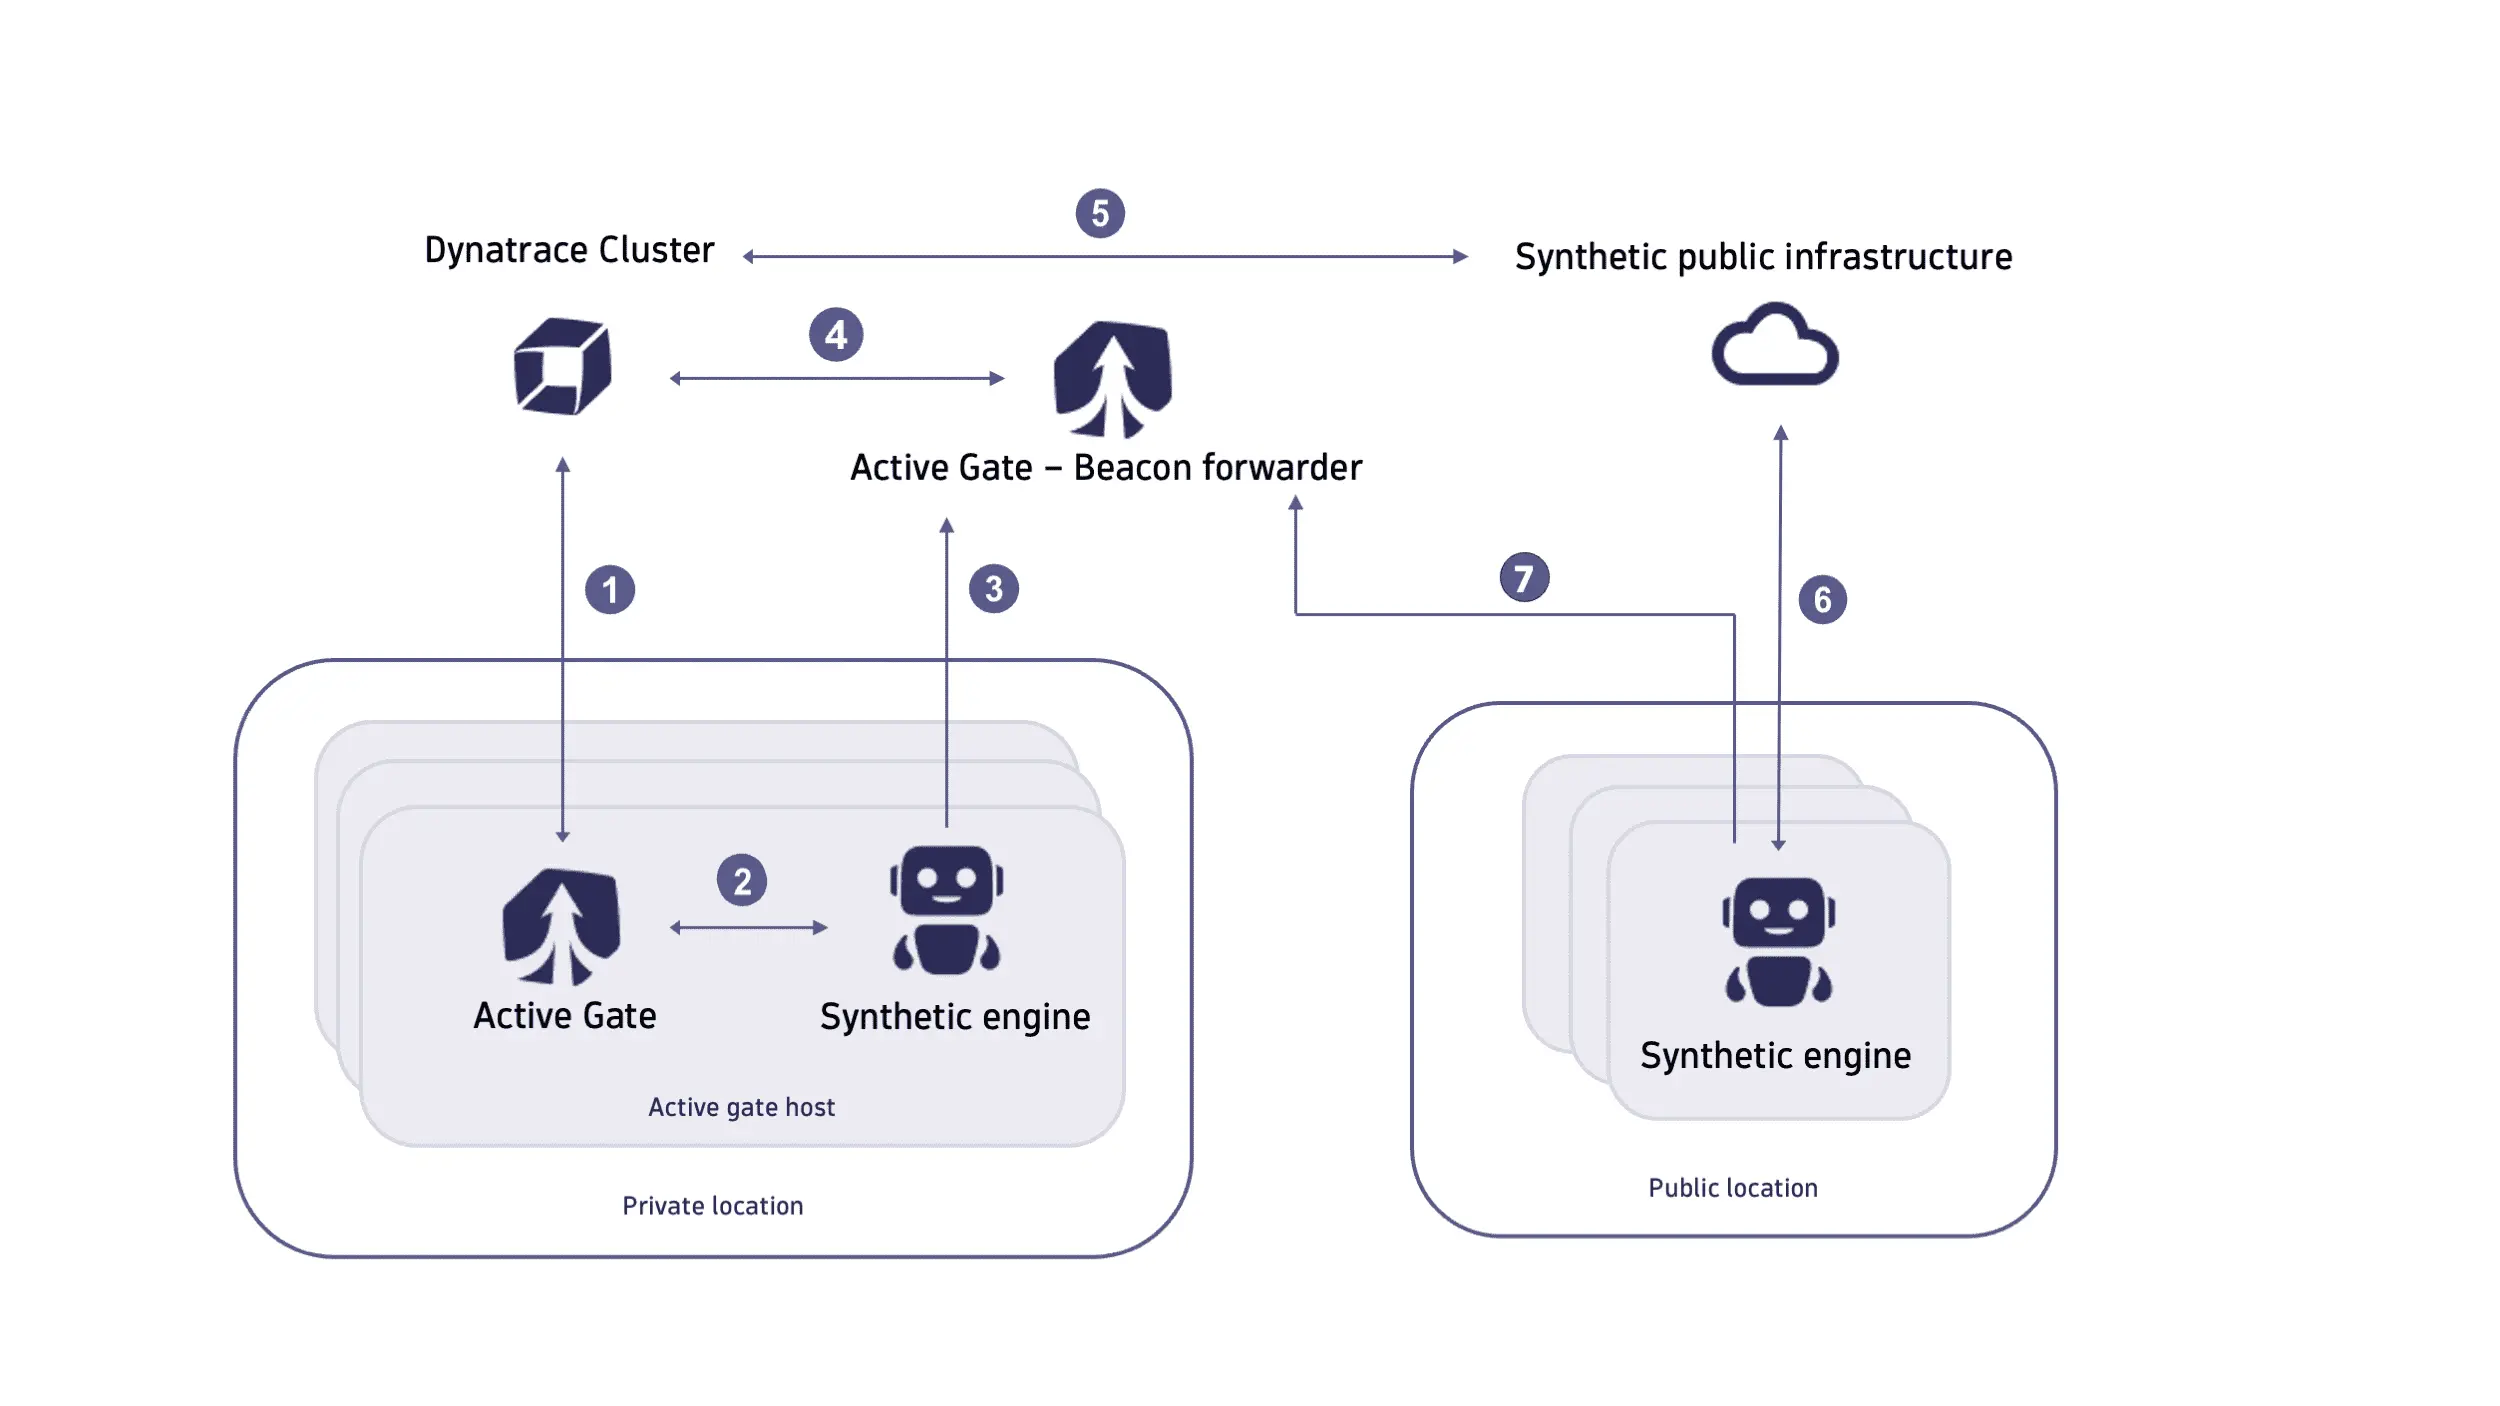 5
Dynatrace Cluster
Synthetic public infrastructure
4
Active Gate – Beacon forwarder
7
1
3
6
2
Active Gate
Synthetic engine
Synthetic engine
Active gate host
Public location
Private location